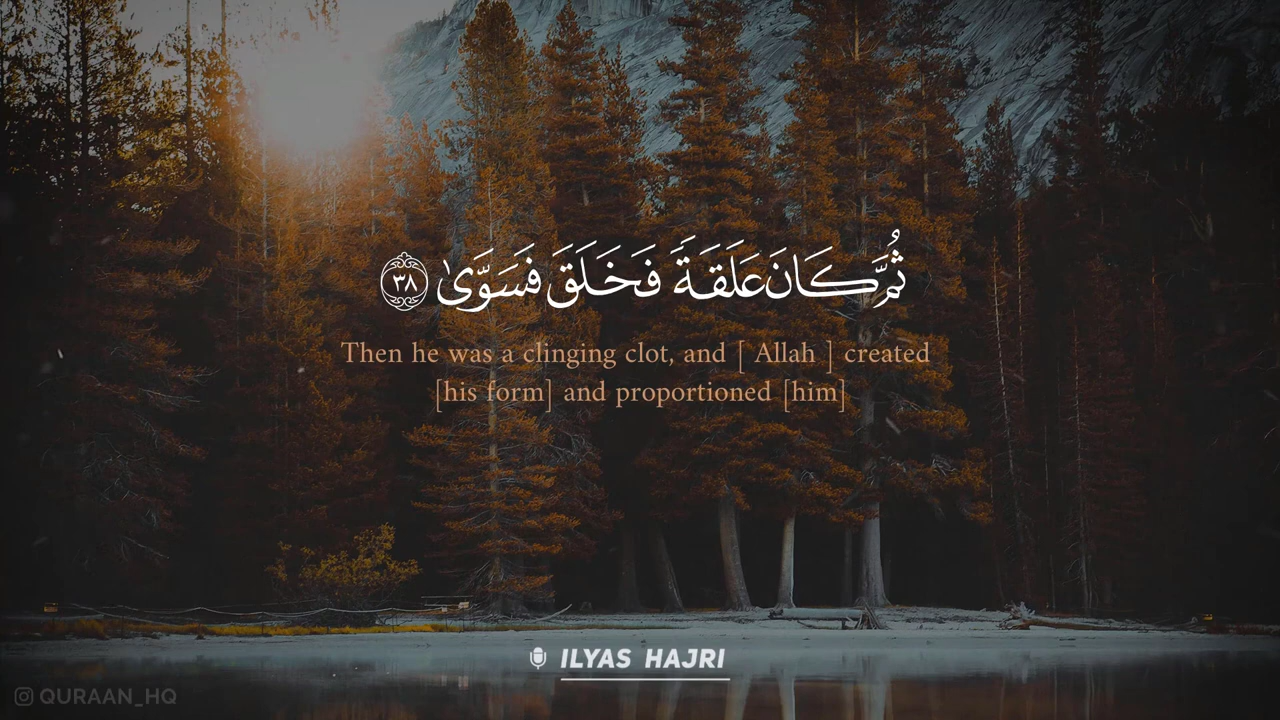 ثُمَّ كَانَ عَلَقَةً فَخَلَقَ فَسَوَّىٰ ٣٨
Then he was a clinging clot, and [ Allah ] created
[his form] and proportioned [him]
ILYAS HAJRI
QURAAN_HQ